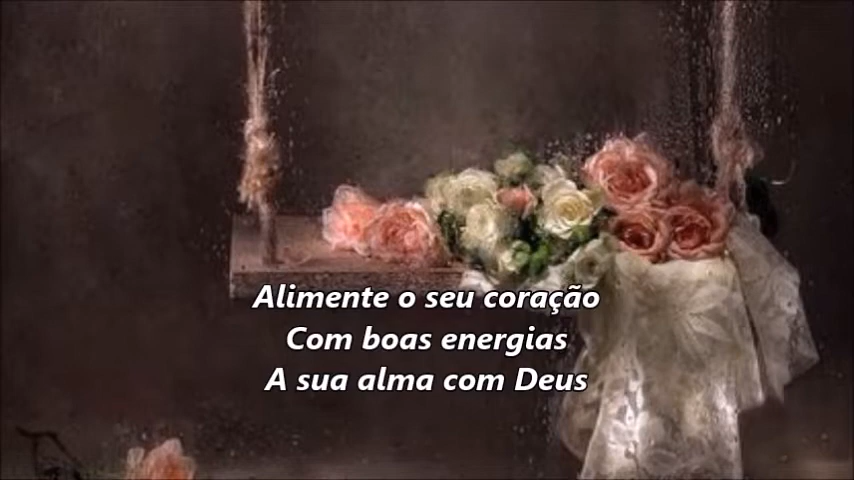 Alimente o seu coração
Com boas energias
A sua alma com Deus